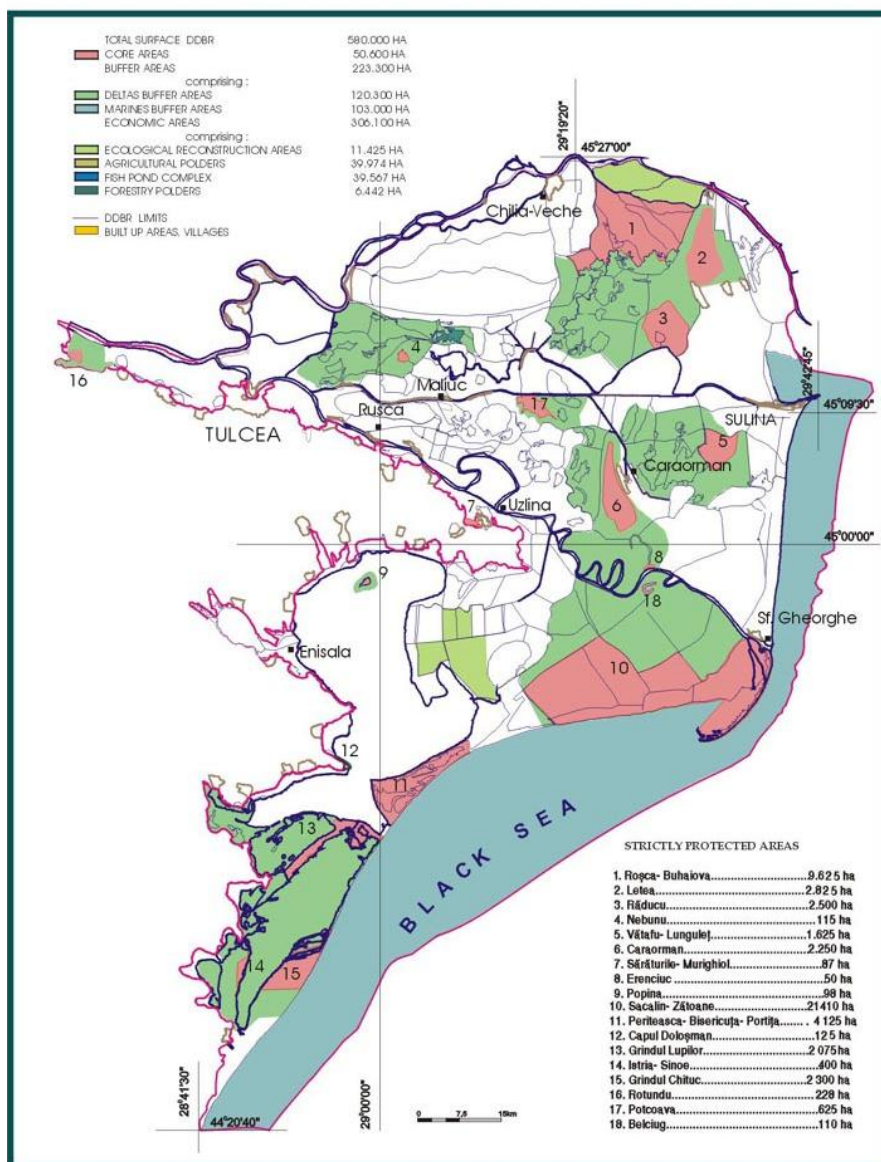 TOTAL SURFACE DDBR 580.000 HA
CORE AREAS 50.600 HA
BUFFER AREAS 223.300 HA
comprising :
DELTAS BUFFER AREAS 120.300 HA
MARINES BUFFER AREAS 103.000 HA
ECONOMIC AREAS 306.100 HA
comprising :
ECOLOGICAL RECONSTRUCTION AREAS 11.425 HA
AGRICULTURAL POLDERS 39.974 HA
FISH POND COMPLEX 39.567 HA
FORESTRY POLDERS 6.442 HA
DDBR LIMITS
BUILT UP AREAS, VILLAGES
29°19'20"
45°27'00"
Chilia-Veche
1
2
3
4
16
29°42'45"
Maliuc
17
Rusca
SULINA
45°09'30"
TULCEA
5
Caraorman
6
7
Uzlina
45°00'00"
8
9
18
Sf. Gheorghe
Enisala
10
12
11
13
BLACK SEA
14
15
28°41'30"
44°20'40"
29°00'00"
0 7,5 15km
STRICTLY PROTECTED AREAS
1. Roşca- Buhaiova......................9.625 ha
2. Letea......................2.825 ha
3. Răducu......................2.500 ha
4. Nebunu......................115 ha
5. Vătafu- Lunguleţ......................1.625 ha
6. Caraorman......................2.250 ha
7. Sărăturile- Murighiol......................87 ha
8. Erenciuc......................50 ha
9. Popina......................98 ha
10. Sacalin- Zătoane......................21410 ha
11. Periteasca- Bisericuţa- Portiţa........ . 4 125 ha
12. Capul Doloşman......................125 ha
13. Grindul Lupilor......................2 075 ha
14. Istria- Sinoe......................400 ha
15. Grindul Chituc......................2 300 ha
16. Rotundu......................228 ha
17. Potcoava......................625 ha
18. Belciug......................110 ha